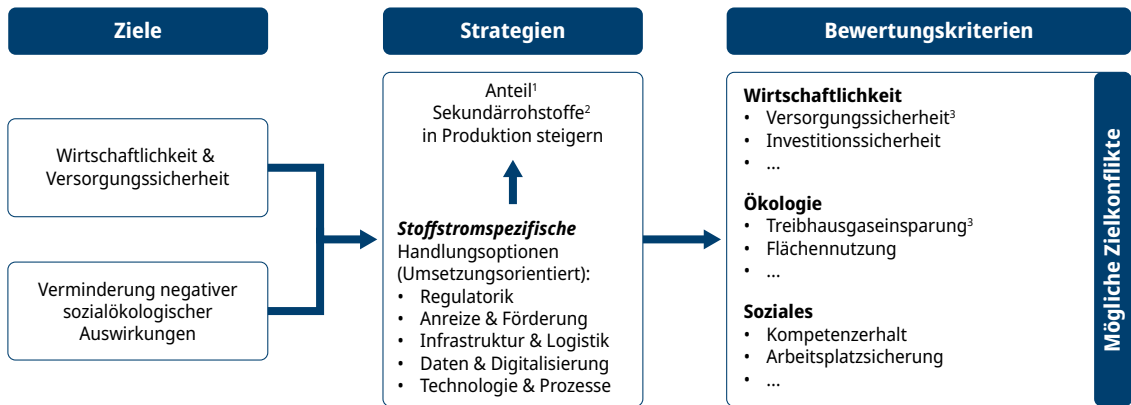 Ziele
Strategien
Bewertungskriterien
Wirtschaftlichkeit &
Versorgungssicherheit
Verminderung negativer
sozialökologischer
Auswirkungen
Anteil¹
Sekundärrohstoffe²
in Produktion steigern
Stoffstromspezifische
Handlungsoptionen
(Umsetzungsorientiert):
• Regulatorik
• Anreize & Förderung
• Infrastruktur & Logistik
• Daten & Digitalisierung
• Technologie & Prozesse
Wirtschaftlichkeit
• Versorgungssicherheit³
• Investitionssicherheit
• ...
Ökologie
• Treibhausgaseinsparung³
• Flächennutzung
• ...
Soziales
• Kompetenzerhalt
• Arbeitsplatzsicherung
• ...
Mögliche Zielkonflikte